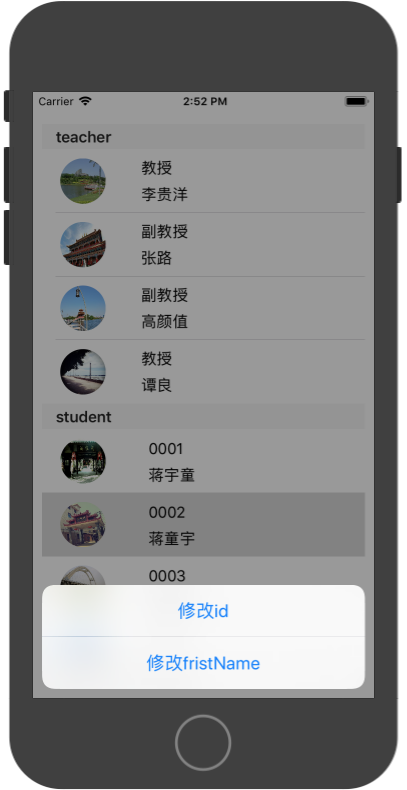 Carrier 2:52 PM
teacher
教授
李贵洋
副教授
张路
副教授
高颜值
教授
谭良
student
0001
蒋宇童
0002
蒋童宇
0003
修改id
修改fristName